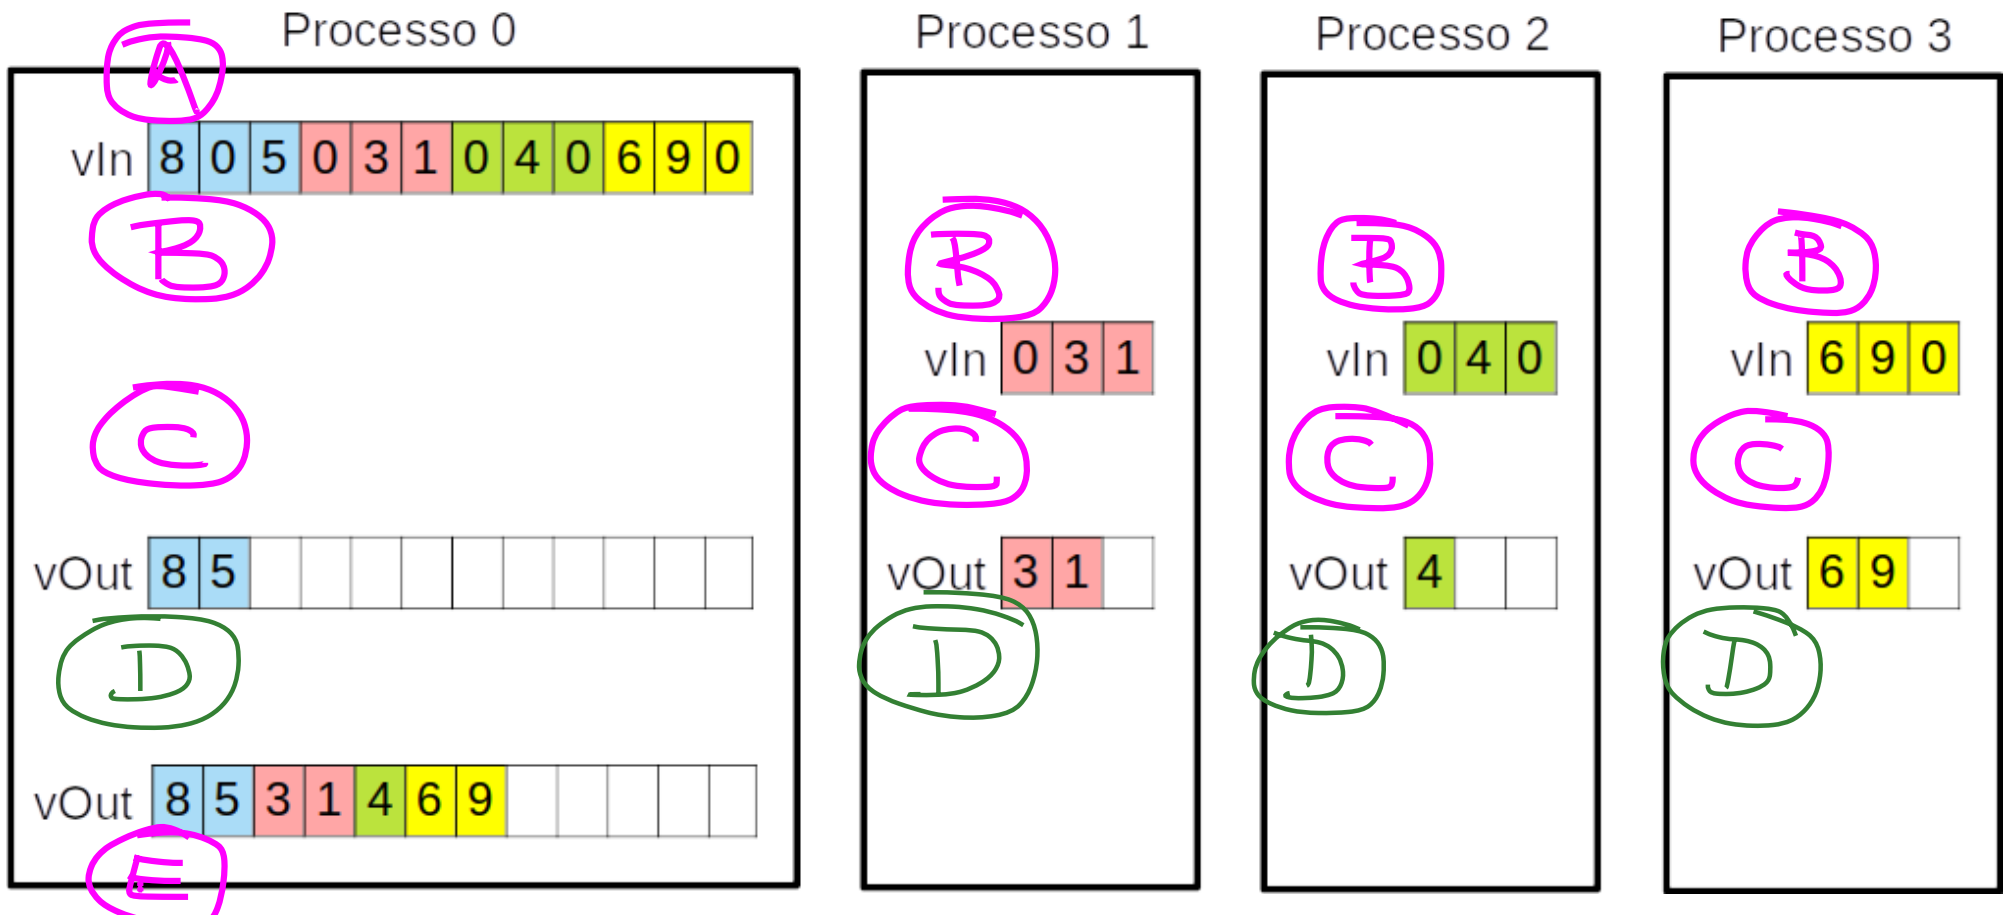 Processo 0 Processo 1 Processo 2 Processo 3
A
vIn 8 0 5 0 3 1 0 4 0 6 9 0
B B B B
vIn 0 3 1 vIn 0 4 0 vIn 6 9 0
C C C C
vOut 8 5 vOut 3 1 vOut 4 vOut 6 9
D D D D
vOut 8 5 3 1 4 6 9
E